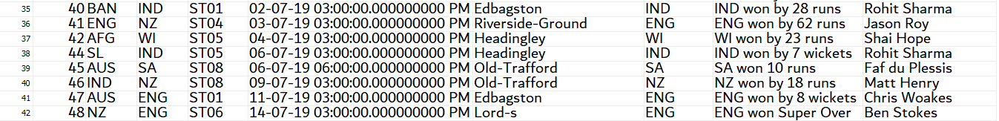 35 40 BAN IND ST01 02-07-19 03:00:00.000000000 PM Edbagston IND IND won by 28 runs Rohit Sharma
36 41 ENG NZ ST04 03-07-19 03:00:00.000000000 PM Riverside-Ground ENG ENG won by 62 runs Jason Roy
37 42 AFG WI ST05 04-07-19 03:00:00.000000000 PM Headingley WI WI won by 23 runs Shai Hope
38 44 SL IND ST05 06-07-19 03:00:00.000000000 PM Headingley IND IND won by 7 wickets Rohit Sharma
39 45 AUS SA ST08 06-07-19 06:00:00.000000000 PM Old-Trafford SA SA won 10 runs Faf du Plessis
40 46 IND NZ ST08 09-07-19 03:00:00.000000000 PM Old-Trafford NZ NZ won by 18 runs Matt Henry
41 47 AUS ENG ST01 11-07-19 03:00:00.000000000 PM Edbagston ENG ENG won by 8 wickets Chris Woakes
42 48 NZ ENG ST06 14-07-19 03:00:00.000000000 PM Lord-s ENG ENG won Super Over Ben Stokes